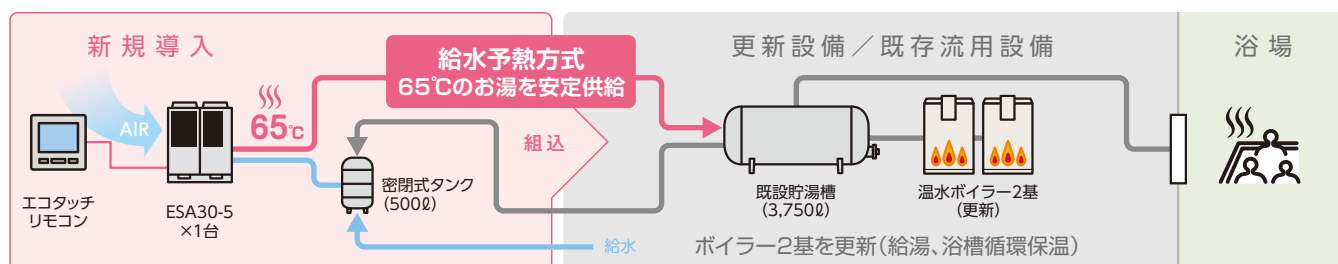 新規導入
給水予熱方式
65℃のお湯を安定供給
更新設備／既存流用設備
浴場
AIR
65℃
組込
エコタッチ
リモコン
ESA30-5
×1台
密閉式タンク
(500ℓ)
既設貯湯槽
(3,750ℓ)
温水ボイラー2基
(更新)
給水
ボイラー2基を更新(給湯、浴槽循環保温)